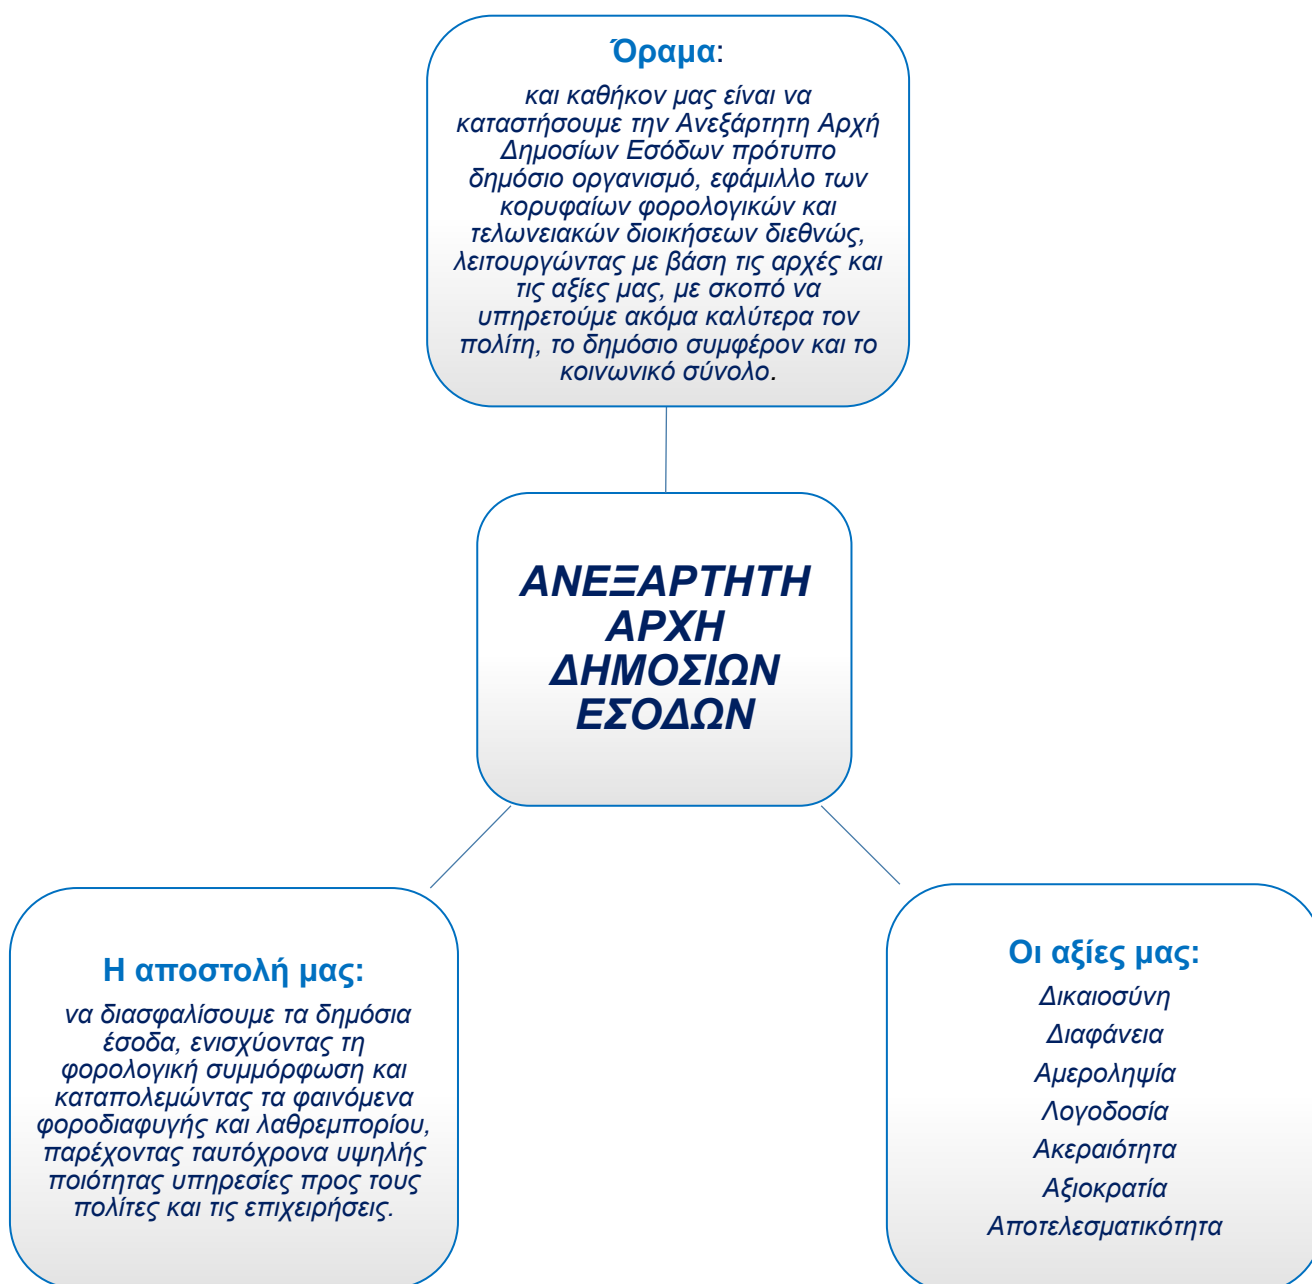 Όραμα:
και καθήκον μας είναι να
καταστήσουμε την Ανεξάρτητη Αρχή
Δημοσίων Εσόδων πρότυπο
δημόσιο οργανισμό, εφάμιλλο των
κορυφαίων φορολογικών και
τελωνειακών διοικήσεων διεθνώς,
λειτουργώντας με βάση τις αρχές και
τις αξίες μας, με σκοπό να
υπηρετούμε ακόμα καλύτερα τον
πολίτη, το δημόσιο συμφέρον και το
κοινωνικό σύνολο.
ΑΝΕΞΑΡΤΗΤΗ
ΑΡΧΗ
ΔΗΜΟΣΙΩΝ
ΕΣΟΔΩΝ
Η αποστολή μας:
να διασφαλίσουμε τα δημόσια
έσοδα, ενισχύοντας τη
φορολογική συμμόρφωση και
καταπολεμώντας τα φαινόμενα
φοροδιαφυγής και λαθρεμπορίου,
παρέχοντας ταυτόχρονα υψηλής
ποιότητας υπηρεσίες προς τους
πολίτες και τις επιχειρήσεις.
Οι αξίες μας:
Δικαιοσύνη
Διαφάνεια
Αμεροληψία
Λογοδοσία
Ακεραιότητα
Αξιοκρατία
Αποτελεσματικότητα